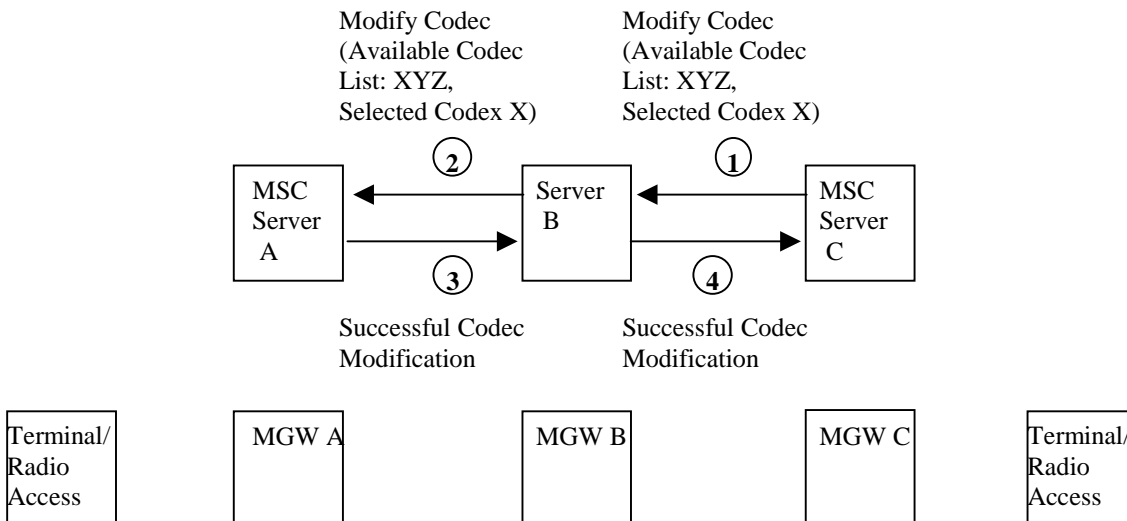 Modify Codec
(Available Codec
List: XYZ,
Selected Codex X)
Modify Codec
(Available Codec
List: XYZ,
Selected Codex X)
2
1
MSC
Server
A
Server
B
MSC
Server
C
3
4
Successful Codec
Modification
Successful Codec
Modification
Terminal/
Radio
Access
MGW A
MGW B
MGW C
Terminal/
Radio
Access